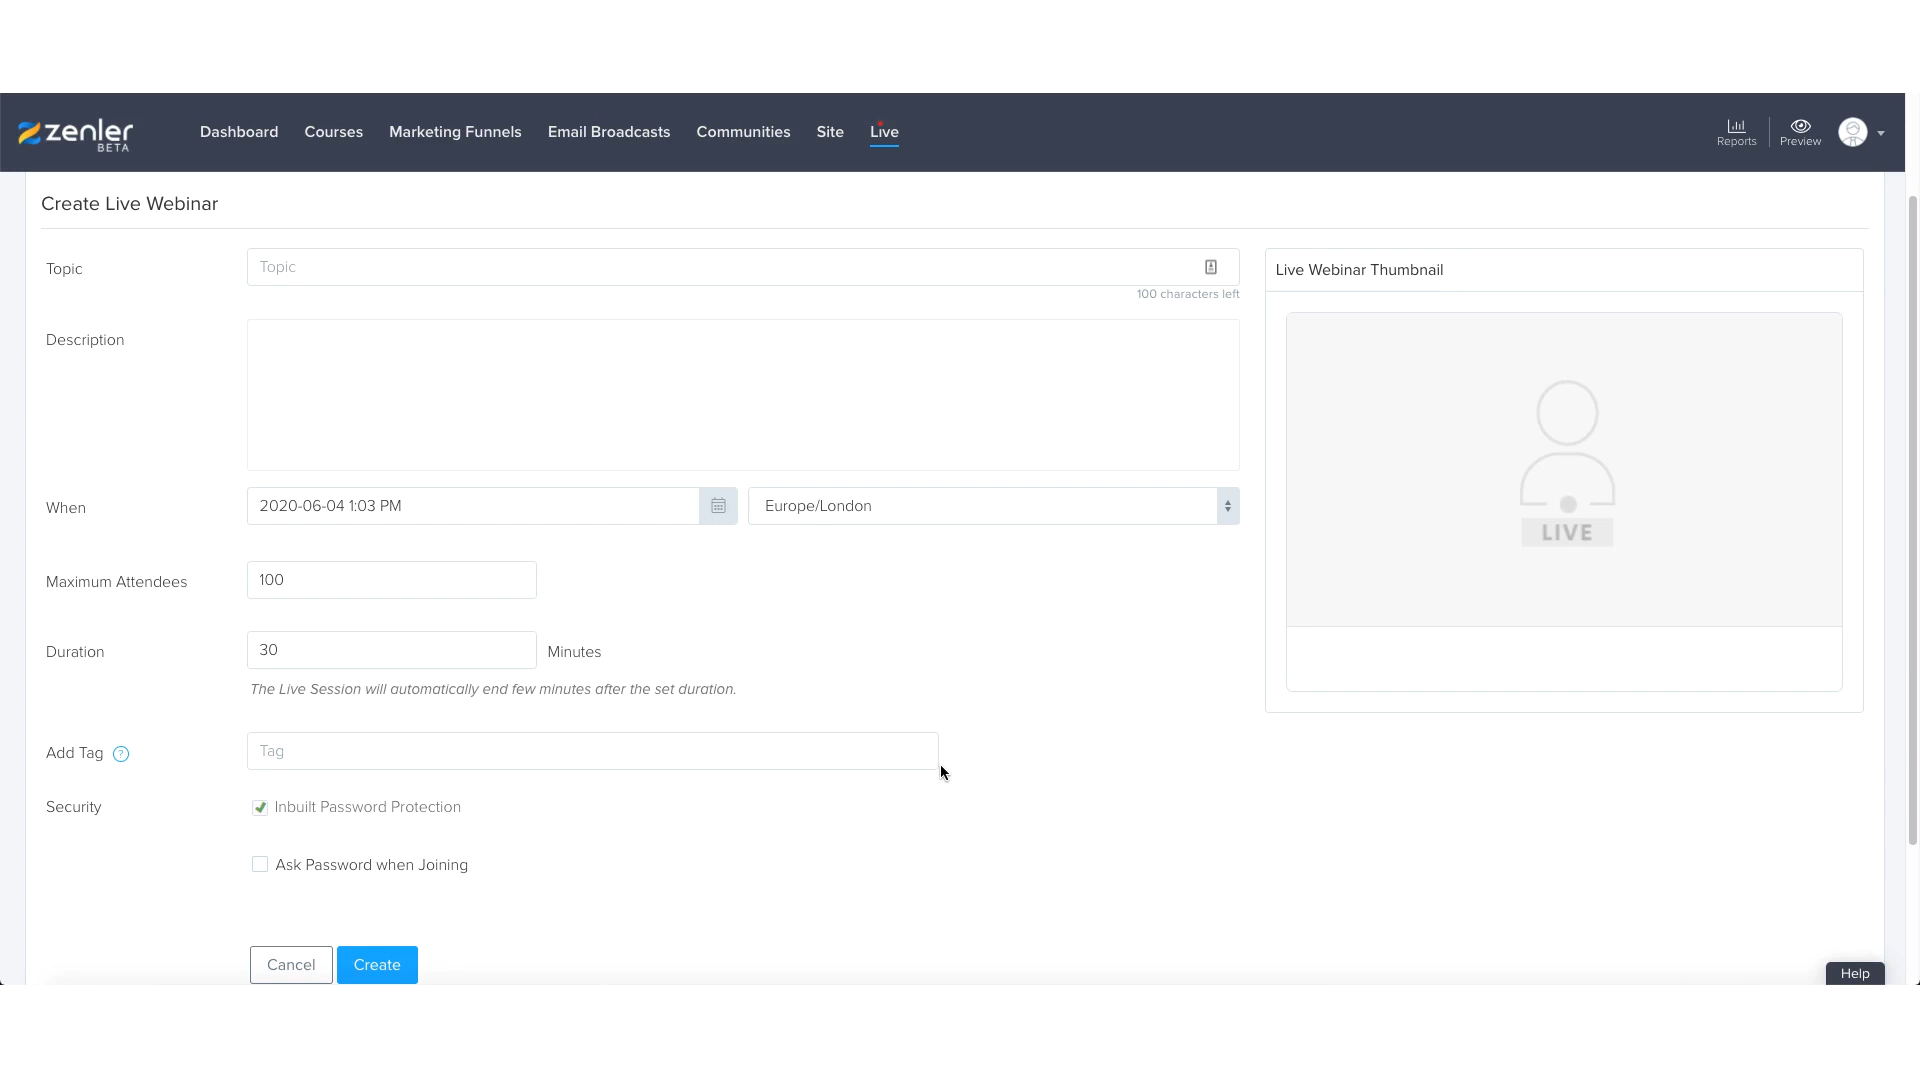 zenler
BETA
Dashboard
Courses
Marketing Funnels
Email Broadcasts
Communities
Site
Live
Reports
Preview
Create Live Webinar
Topic
Topic
100 characters left
Live Webinar Thumbnail
LIVE
Description
When
2020-06-04 1:03 PM
Europe/London
Maximum Attendees
100
Duration
30
Minutes
The Live Session will automatically end few minutes after the set duration.
Add Tag ?
Tag
Security
Inbuilt Password Protection
Ask Password when Joining
Cancel
Create
Help